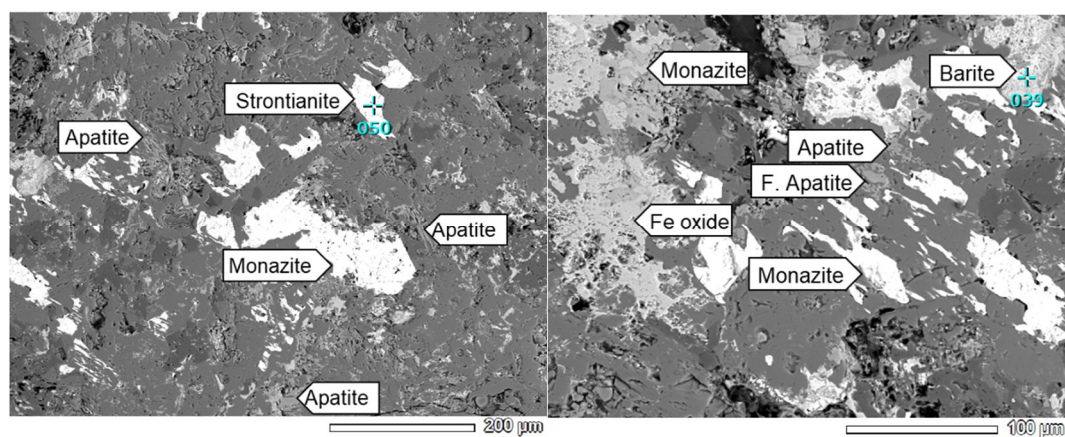 Strontianite
050
Apatite
Apatite
Monazite
Apatite
200 µm
Monazite
Barite
039
Apatite
F. Apatite
Fe oxide
Monazite
100 µm